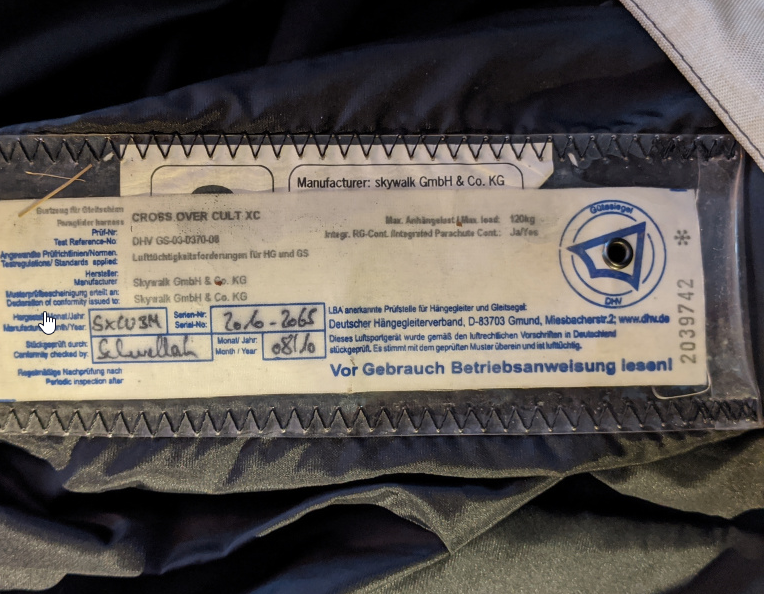 Manufacturer: skywalk GmbH & Co. KG
Gurtzeug für Gleitschirm
Paraglider harness
CROSS OVER CULT XC
Max. Anhängelast / Max. load: 120kg
Prüf-Nr:
Test Reference-No:
DHV GS-03-0370-08
Integr. RG-Cont. /Integrated Parachute Cont.: Ja/Yes
Angewandte Prüfrichtlinien/Normen.
Testregulations/ Standards applied:
Lufttüchtigkeitsforderungen für HG und GS
Hersteller:
Manufacturer
Skywalk GmbH & Co. KG
Musterprüfbescheinigung erteilt an:
Declaration of conformity issued to:
Skywalk GmbH & Co. KG
Gütesiegel
DHV
Monat/Jahr:
Month/Year:
Serien-Nr:
Serial-No:
2010-2065
Stückgeprüft durch:
Conformity checked by:
Monat/ Jahr:
Month / Year:
08/10
LBA anerkannte Prüfstelle für Hängegleiter und Gleitsegel:
Deutscher Hängegleiterverband, D-83703 Gmund, Miesbacherstr.2; www.dhv.de
Dieses Luftsportgerät wurde gemäß den luftrechtlichen Vorschriften in Deutschland
stückgeprüft. Es stimmt mit dem geprüften Muster überein und ist lufttüchtig.
Regelmäßige Nachprüfung nach
Periodic inspection after
Vor Gebrauch Betriebsanweisung lesen!
2039742 *